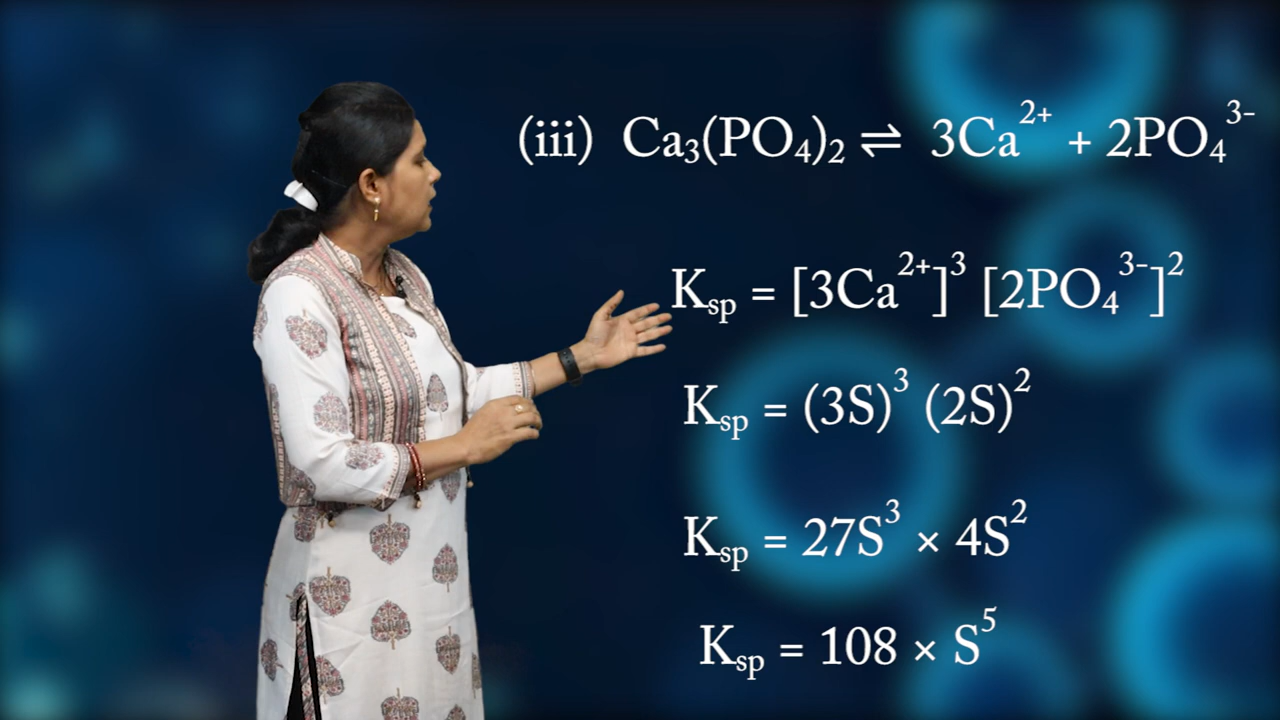 (iii) Ca₃(PO₄)₂ ⇌ 3Ca²⁺ + 2PO₄³⁻
Kₛₚ = [3Ca²⁺]³ [2PO₄³⁻]²
Kₛₚ = (3S)³ (2S)²
Kₛₚ = 27S³ × 4S²
Kₛₚ = 108 × S⁵